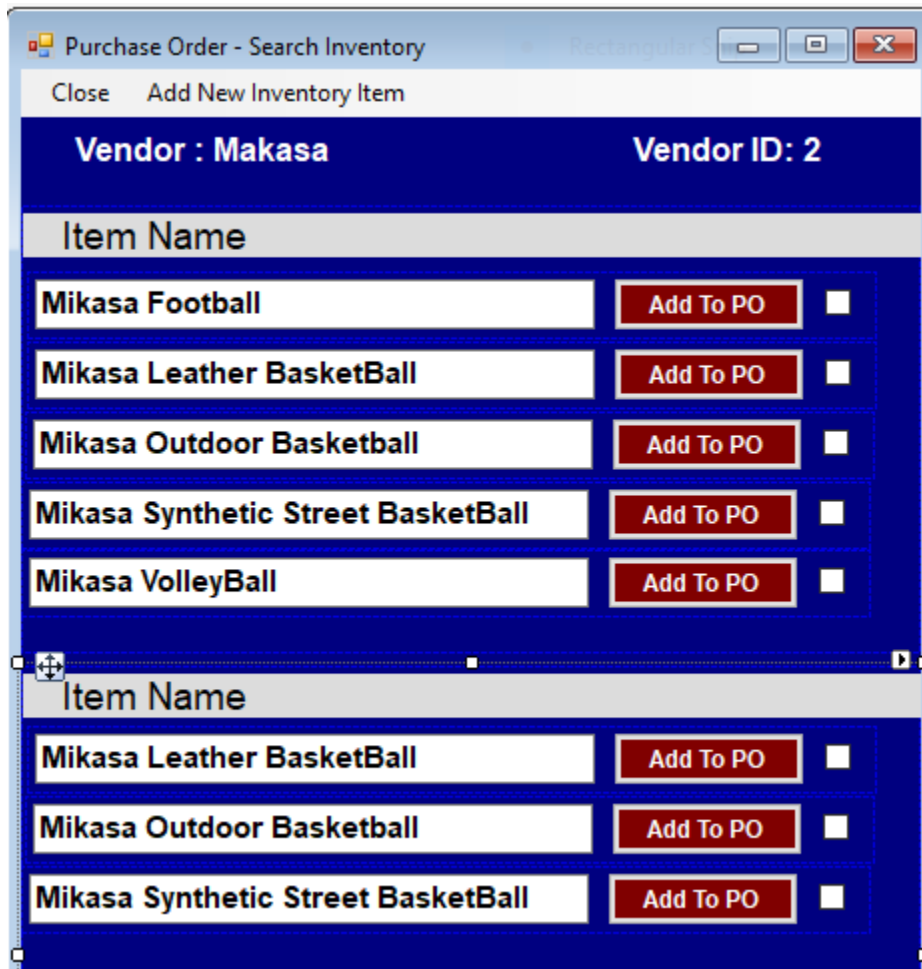 Purchase Order - Search Inventory
Close Add New Inventory Item
Vendor : Makasa Vendor ID: 2
Item Name
Mikasa Football Add To PO
Mikasa Leather BasketBall Add To PO
Mikasa Outdoor Basketball Add To PO
Mikasa Synthetic Street BasketBall Add To PO
Mikasa VolleyBall Add To PO
Item Name
Mikasa Leather BasketBall Add To PO
Mikasa Outdoor Basketball Add To PO
Mikasa Synthetic Street BasketBall Add To PO